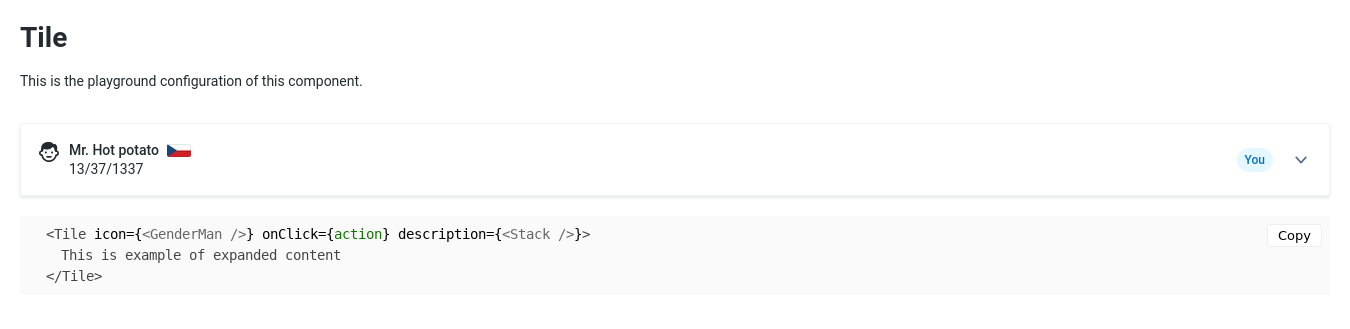 Tile
This is the playground configuration of this component.
Mr. Hot potato
13/37/1337
You
<Tile icon={<GenderMan />} onClick={action} description={<Stack />}>
This is example of expanded content
</Tile>
Copy